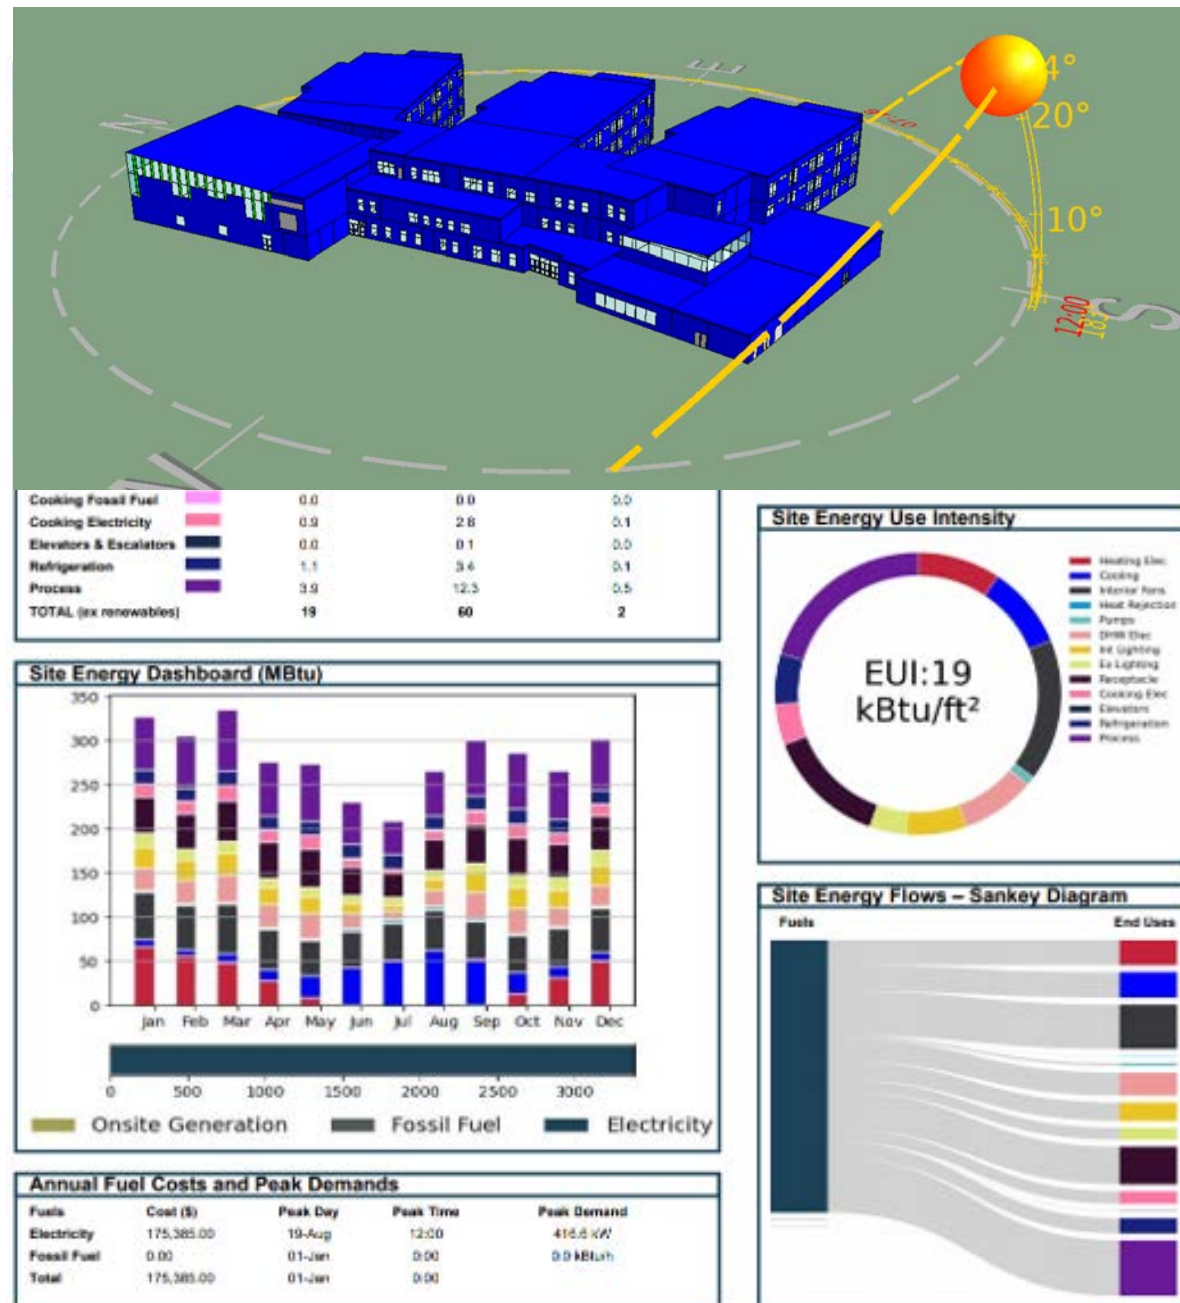 N
E
S
4°
20°
10°
12:00
Cooking Fossil Fuel 0.0 0.0 0.0
Cooking Electricity 0.9 2.8 0.1
Elevators & Escalators 0.0 0.1 0.0
Refrigeration 1.1 3.4 0.1
Process 3.9 12.3 0.5
TOTAL (ex renewables) 19 60 2
Site Energy Use Intensity
EUI:19
kBtu/ft²
Heating Elec
Cooling
Interior Fans
Heat Rejection
Pumps
DHW Elec
Int Lighting
Ex Lighting
Receptacle
Cooking Elec
Elevators
Refrigeration
Process
Site Energy Dashboard (MBtu)
350
300
250
200
150
100
50
0
Jan Feb Mar Apr May Jun Jul Aug Sep Oct Nov Dec
0 500 1000 1500 2000 2500 3000
Onsite Generation Fossil Fuel Electricity
Site Energy Flows – Sankey Diagram
Fuels End Uses
Annual Fuel Costs and Peak Demands
Fuels Cost ($) Peak Day Peak Time Peak Demand
Electricity 175,385.00 19-Aug 12:00 416.6 kW
Fossil Fuel 0.00 01-Jan 0:00 0.0 kBtu/h
Total 175,385.00 01-Jan 0:00